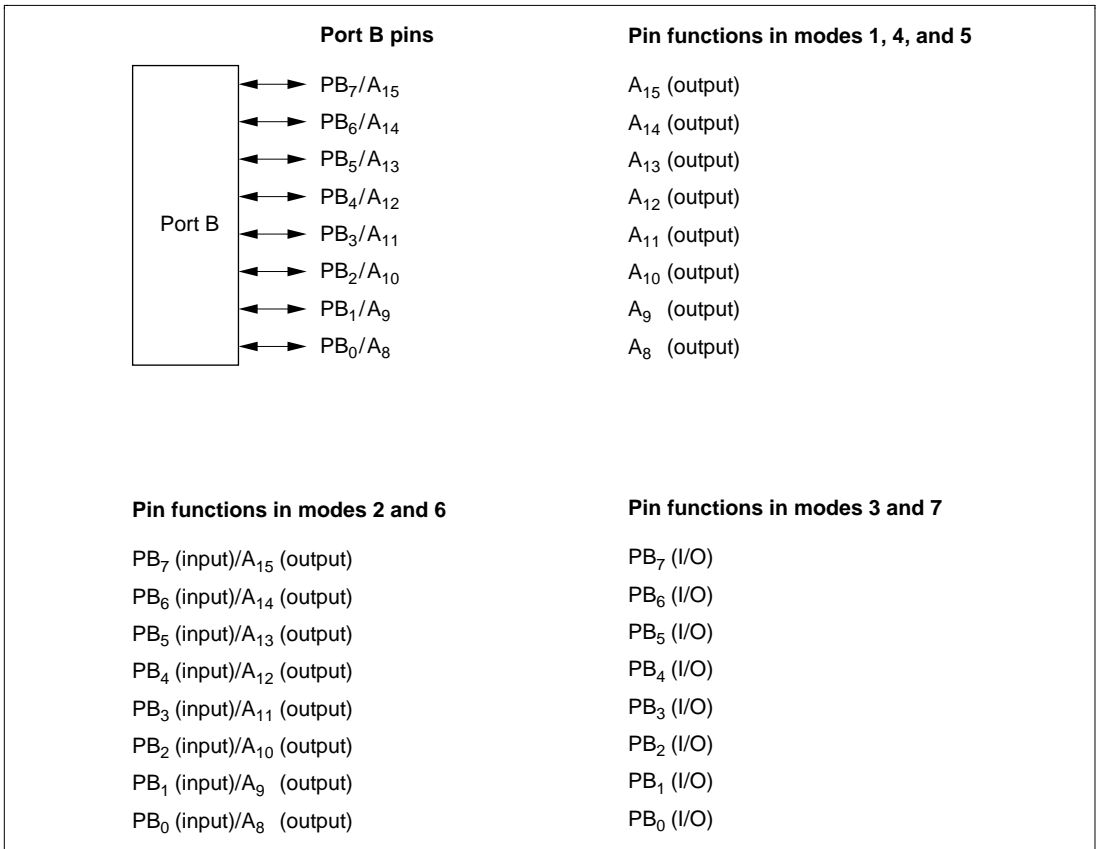 Port B pins
Pin functions in modes 1, 4, and 5
Port B
PB7/A15
A15 (output)
PB6/A14
A14 (output)
PB5/A13
A13 (output)
PB4/A12
A12 (output)
PB3/A11
A11 (output)
PB2/A10
A10 (output)
PB1/A9
A9 (output)
PB0/A8
A8 (output)
Pin functions in modes 2 and 6
PB7 (input)/A15 (output)
PB6 (input)/A14 (output)
PB5 (input)/A13 (output)
PB4 (input)/A12 (output)
PB3 (input)/A11 (output)
PB2 (input)/A10 (output)
PB1 (input)/A9 (output)
PB0 (input)/A8 (output)
Pin functions in modes 3 and 7
PB7 (I/O)
PB6 (I/O)
PB5 (I/O)
PB4 (I/O)
PB3 (I/O)
PB2 (I/O)
PB1 (I/O)
PB0 (I/O)